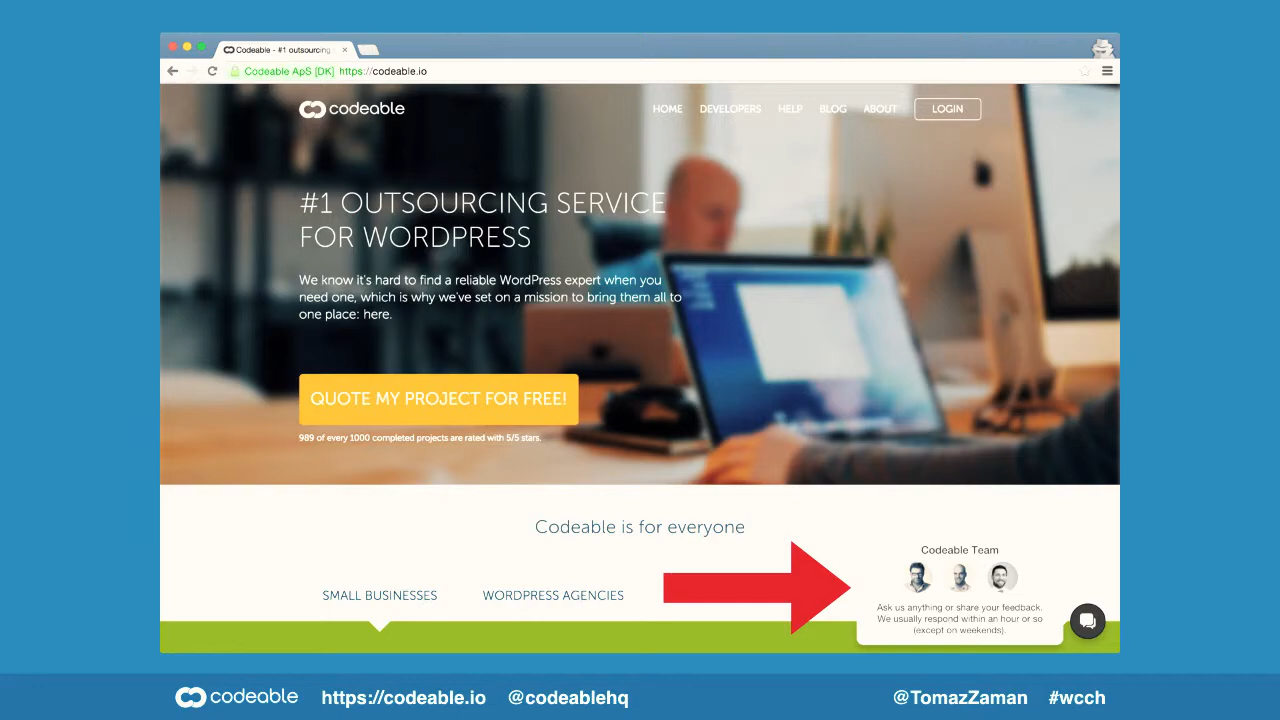 Codeable - #1 outsourcing
Codeable ApS [DK] https://codeable.io
codeable
HOME DEVELOPERS HELP BLOG ABOUT LOGIN
#1 OUTSOURCING SERVICE
FOR WORDPRESS
We know it's hard to find a reliable WordPress expert when you
need one, which is why we've set on a mission to bring them all to
one place: here.
QUOTE MY PROJECT FOR FREE!
989 of every 1000 completed projects are rated with 5/5 stars.
Codeable is for everyone
SMALL BUSINESSES WORDPRESS AGENCIES
Codeable Team
Ask us anything or share your feedback.
We usually respond within an hour or so
(except on weekends).
codeable https://codeable.io @codeablehq @TomazZaman #wcch